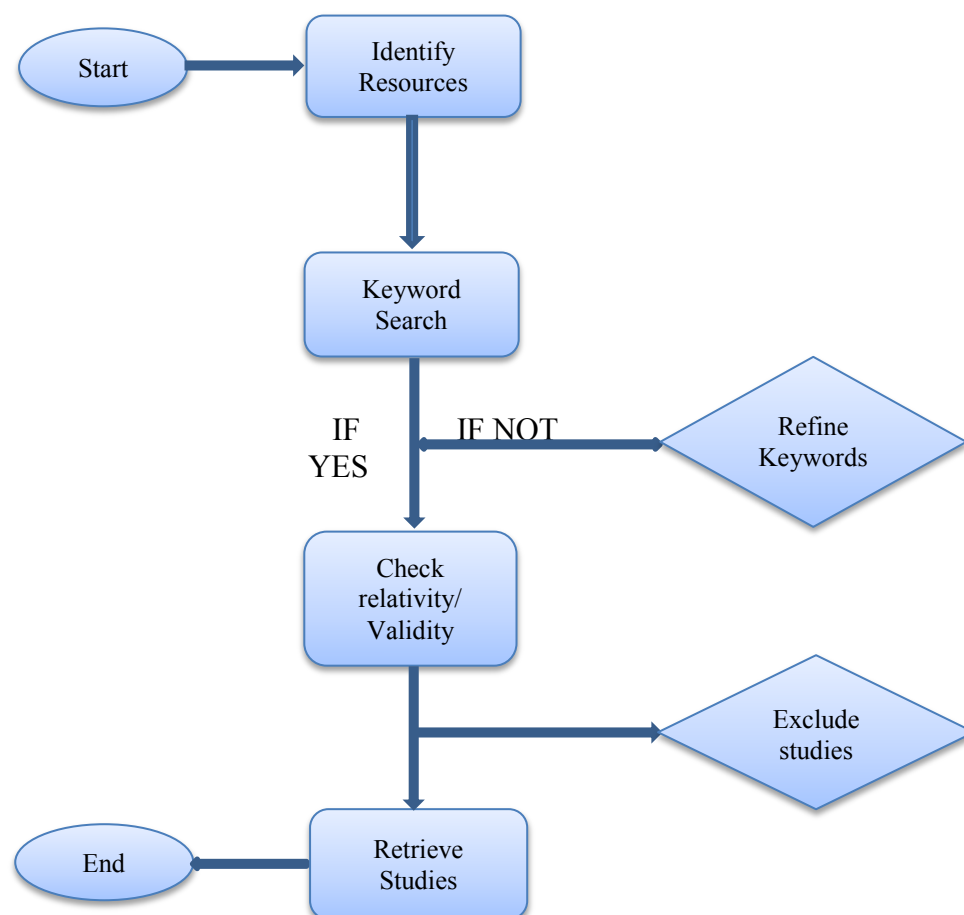 Start
Identify
Resources
Keyword
Search
IF
YES
IF NOT
Refine
Keywords
Check
relativity/
Validity
Exclude
studies
Retrieve
Studies
End